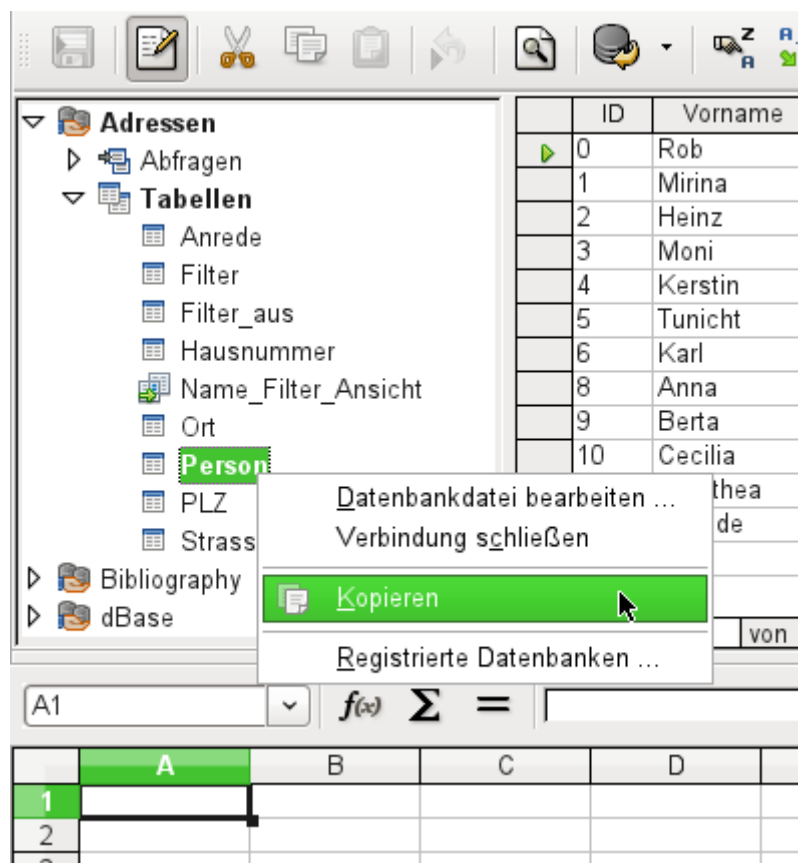 Adressen
Abfragen
Tabellen
Anrede
Filter
Filter_aus
Hausnummer
Name_Filter_Ansicht
Ort
Person
PLZ
Strass
Bibliography
dBase
ID Vorname
0 Rob
1 Mirina
2 Heinz
3 Moni
4 Kerstin
5 Tunicht
6 Karl
8 Anna
9 Berta
10 Cecilia
thea
de
von
Datenbankdatei bearbeiten ...
Verbindung schließen
Kopieren
Registrierte Datenbanken ...
A1 f(x) Σ =
A B C D
1
2